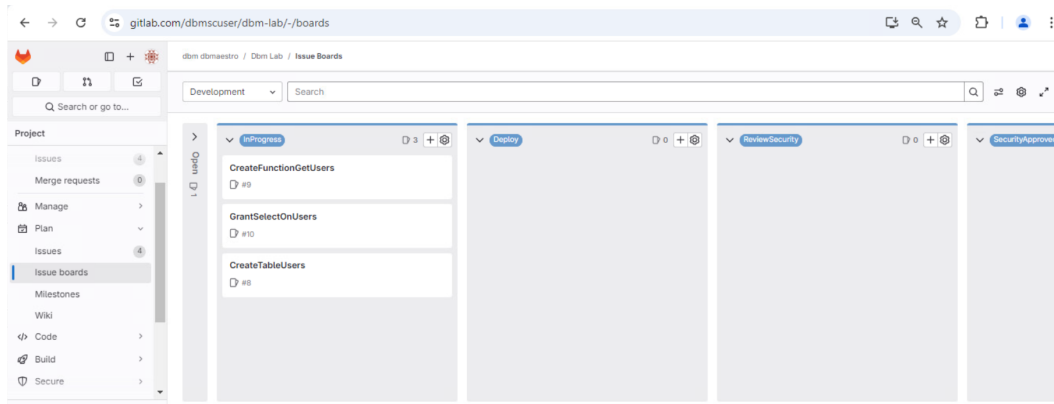 gitlab.com/dbmscuser/dbm-lab/-/boards
dbm dbmaestro / Dbm Lab / Issue Boards
Search or go to...
Project
Issues 4
Merge requests 0
Manage
Plan
Issues 4
Issue boards
Milestones
Wiki
Code
Build
Secure
Development
Search
Open 1
InProgress 3
CreateFunctionGetUsers
#9
GrantSelectOnUsers
#10
CreateTableUsers
#8
Deploy 0
ReviewSecurity 0
SecurityApproved